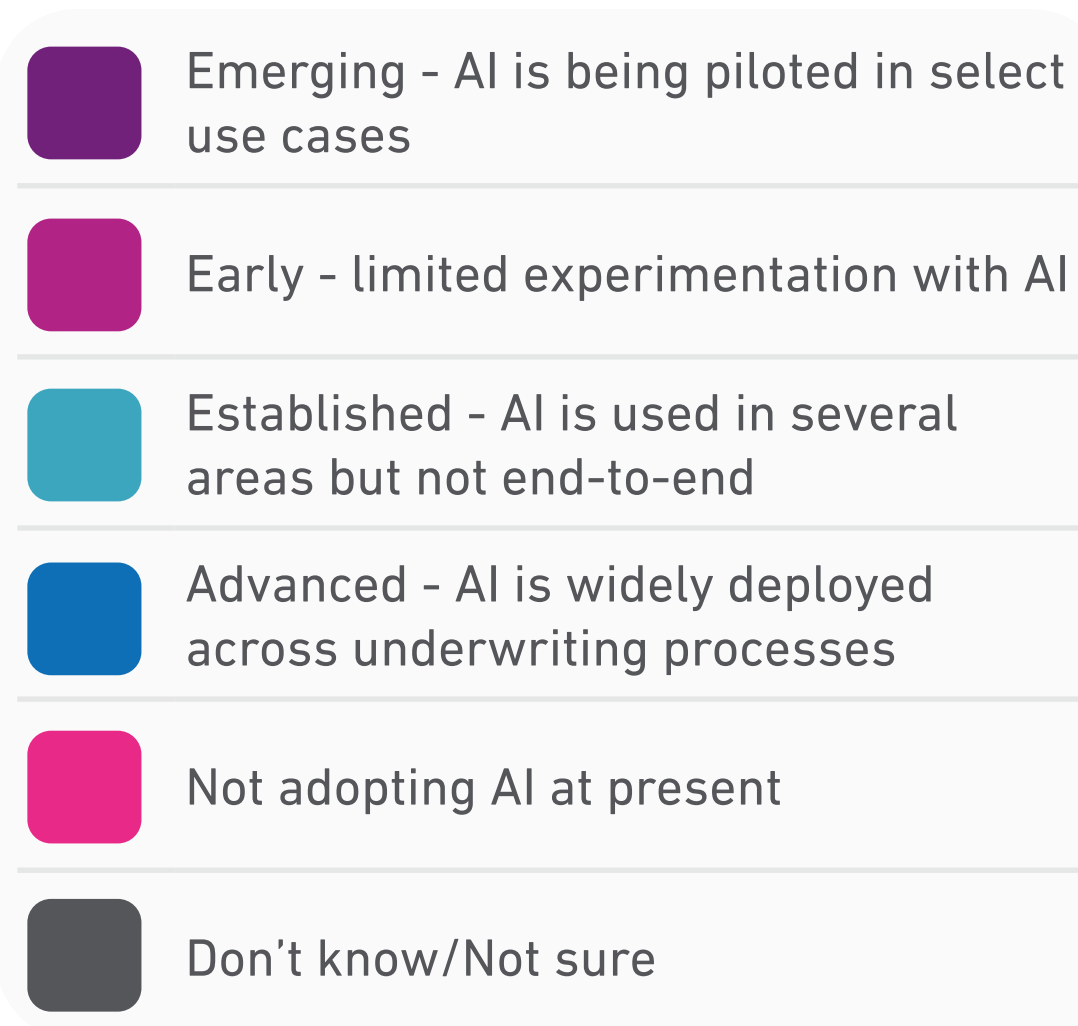 Emerging - AI is being piloted in select
use cases
Early - limited experimentation with AI
Established - AI is used in several
areas but not end-to-end
Advanced - AI is widely deployed
across underwriting processes
Not adopting AI at present
Don’t know/Not sure